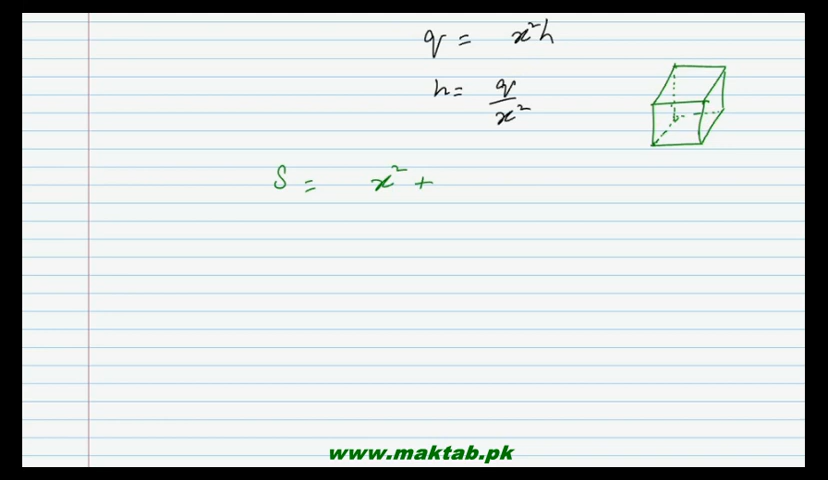 q = x²h
h = q/x²
S = x² +
www.maktab.pk